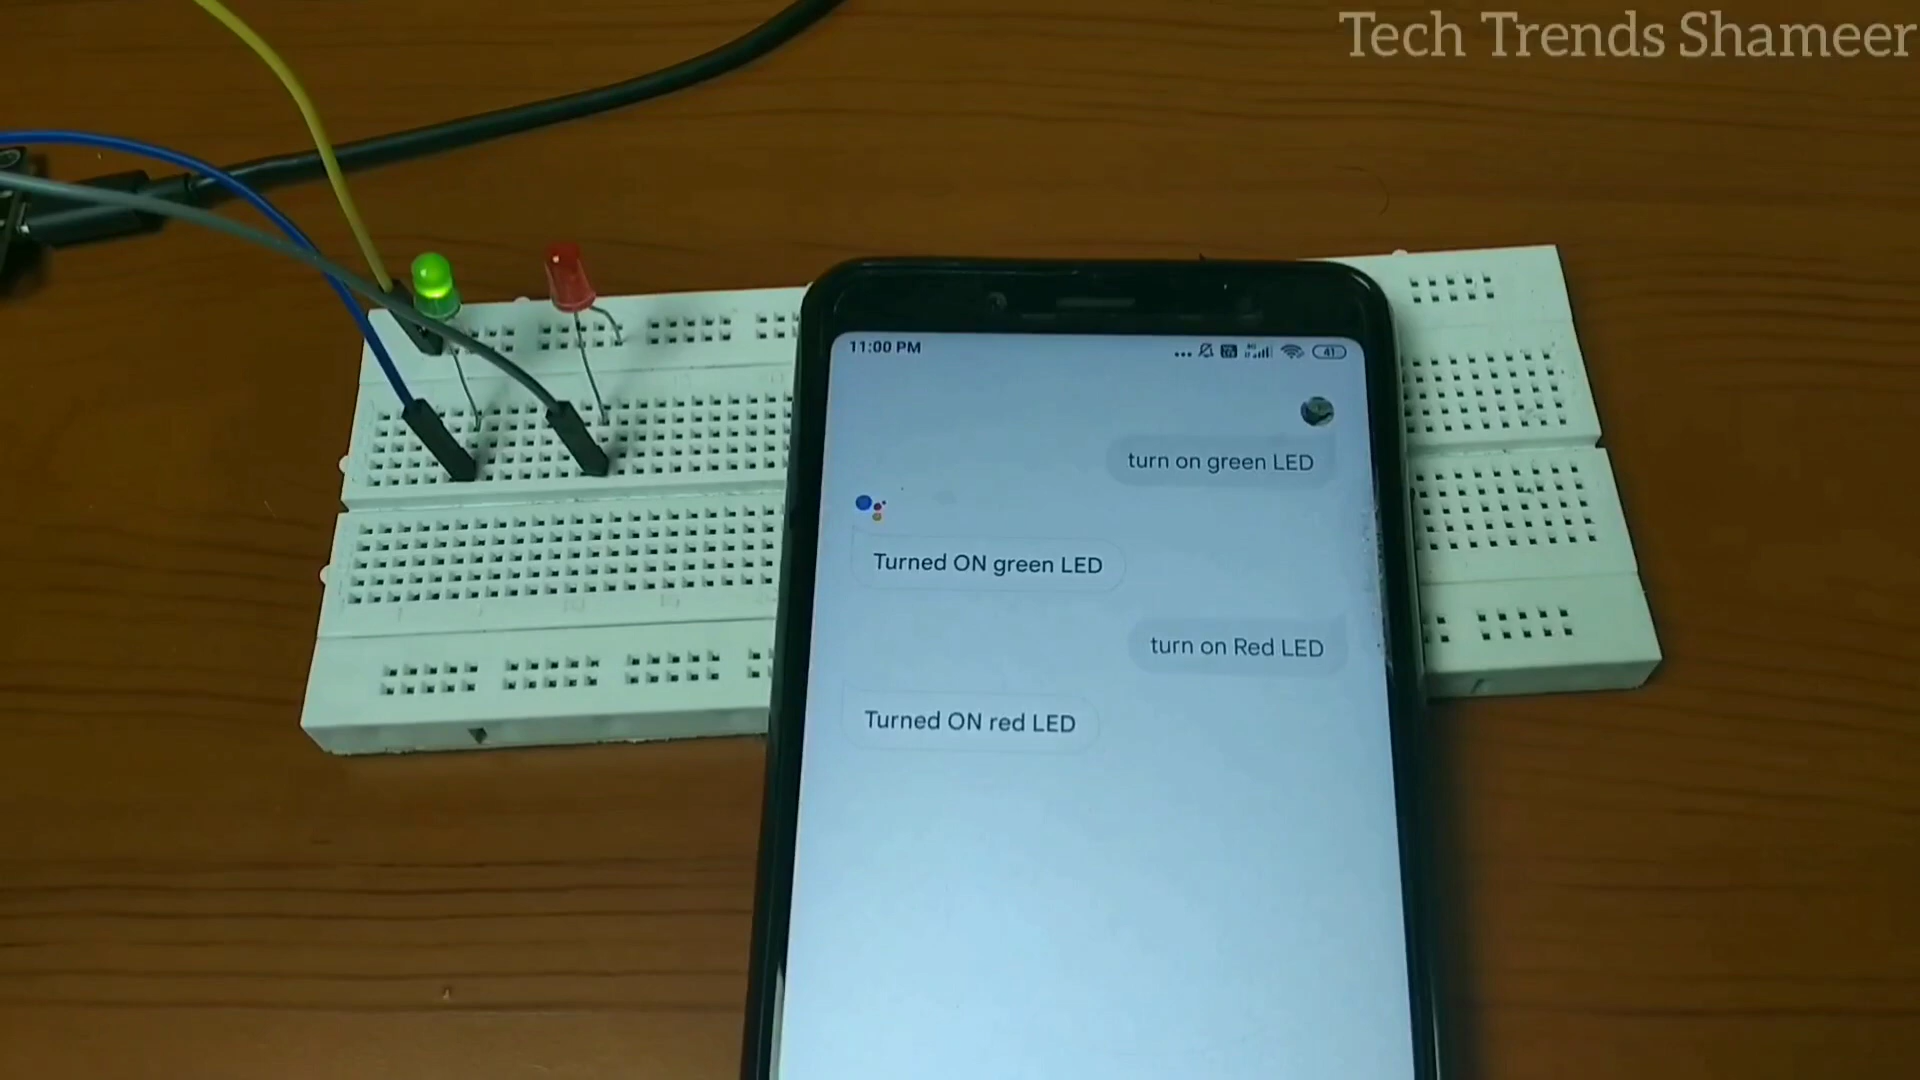 Tech Trends Shameer
11:00 PM
41
turn on green LED
Turned ON green LED
turn on Red LED
Turned ON red LED